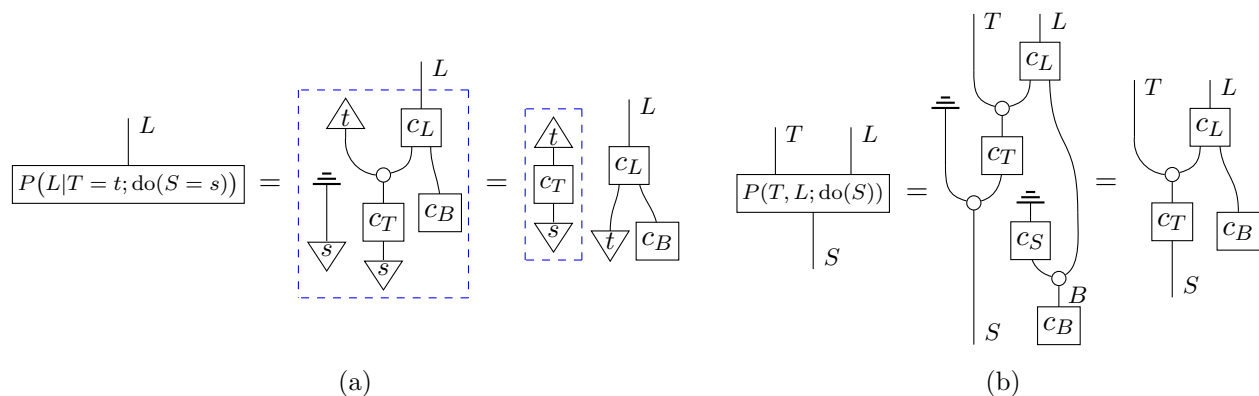 L
P(L|T = t; do(S = s))
=
L
t
c_L
s
c_T
c_B
s
=
L
t
c_T
s
c_L
t
c_B
(a)
T L
P(T, L; do(S))
S
=
T L
c_L
c_T
c_S
B
c_B
S
=
T L
c_L
c_T
c_B
S
(b)